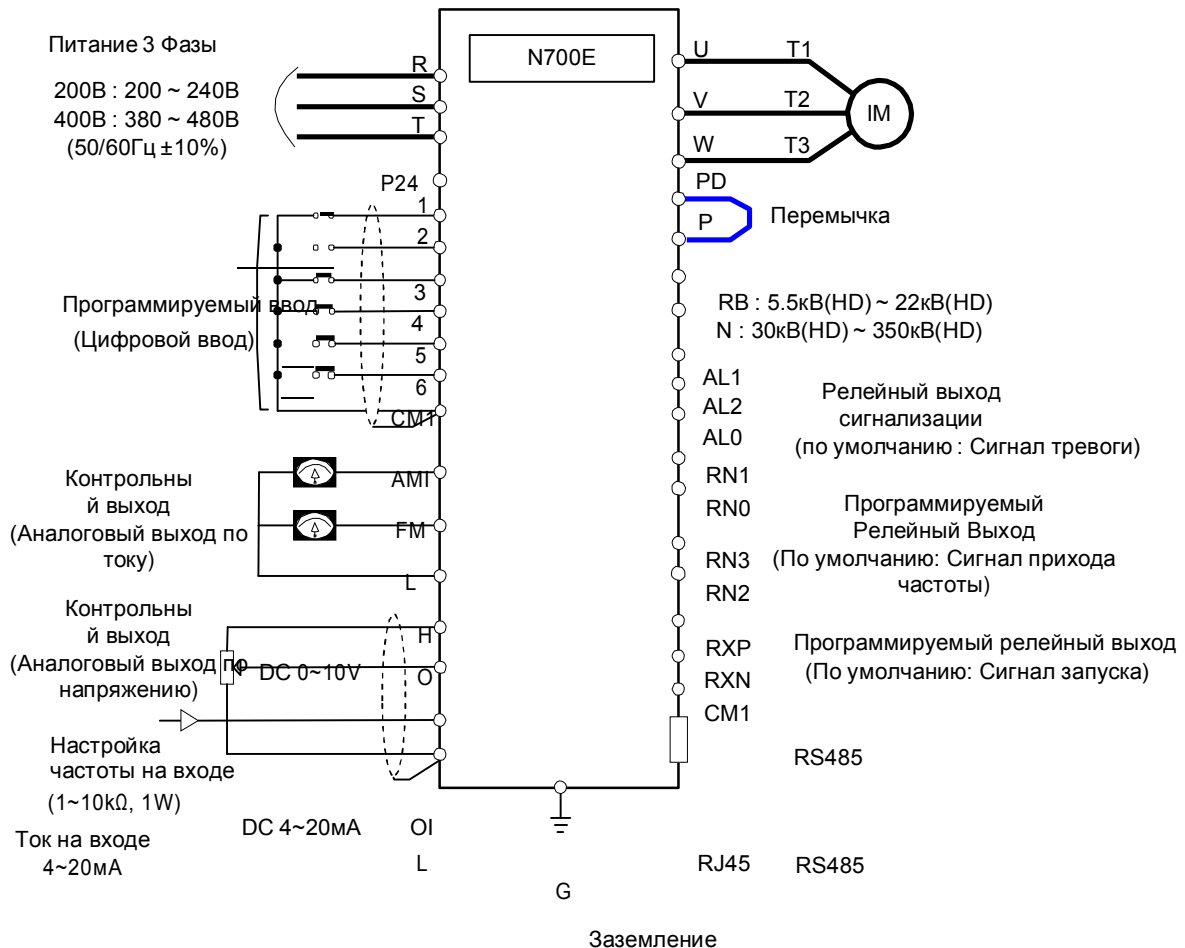 N700E
Питание 3 Фазы
200В : 200 ~ 240В
400В : 380 ~ 480В
(50/60Гц ±10%)
R
S
T
U
T1
V
T2
W
T3
IM
PD
P
Перемычка
P24
1
2
3
4
5
6
CM1
Программируемый ввод
(Цифровой ввод)
RB : 5.5кВ(HD) ~ 22кВ(HD)
N : 30кВ(HD) ~ 350кВ(HD)
AL1
AL2
AL0
Релейный выход
сигнализации
(по умолчанию : Сигнал тревоги)
Контрольны
й выход
(Аналоговый выход по
току)
AMI
FM
L
RN1
RN0
Программируемый
Релейный Выход
(По умолчанию: Сигнал прихода
частоты)
RN3
RN2
Контрольны
й выход
(Аналоговый выход по
напряжению)
H
DC 0~10V
O
RXP
RXN
CM1
Программируемый релейный выход
(По умолчанию: Сигнал запуска)
Настройка
частоты на входе
(1~10kΩ, 1W)
RS485
Ток на входе
4~20мА
DC 4~20мА
OI
L
RJ45
RS485
G
Заземление